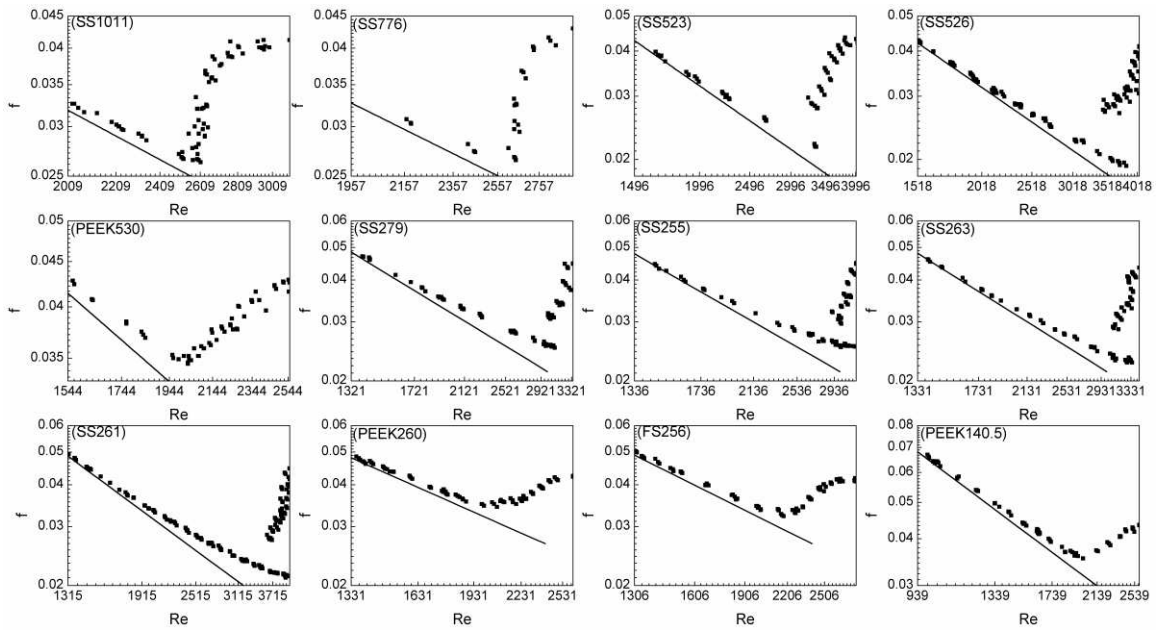 (SS1011)
0.045
0.04
0.03
0.025
f
2009 2209 2409 2609 2809 3009
Re
(SS776)
0.045
0.04
0.03
0.025
f
1957 2157 2357 2557 2757
Re
(SS523)
0.05
0.04
0.03
0.02
f
1496 1996 2496 2996 3496 3996
Re
(SS526)
0.05
0.04
0.03
0.02
f
1518 2018 2518 3018 3518 4018
Re
(PEEK530)
0.05
0.045
0.04
0.035
f
1544 1744 1944 2144 2344 2544
Re
(SS279)
0.06
0.05
0.04
0.03
0.02
f
1321 1721 2121 2521 2921 3321
Re
(SS255)
0.06
0.05
0.04
0.03
0.02
f
1336 1736 2136 2536 2936
Re
(SS263)
0.06
0.05
0.04
0.03
0.02
f
1331 1731 2131 2531 2931 3331
Re
(SS261)
0.06
0.05
0.04
0.03
0.02
f
1315 1915 2515 3115 3715
Re
(PEEK260)
0.06
0.05
0.04
0.03
0.02
f
1331 1631 1931 2231 2531
Re
(FS256)
0.06
0.05
0.04
0.03
0.02
f
1306 1606 1906 2206 2506
Re
(PEEK140.5)
0.08
0.07
0.06
0.05
0.04
0.03
f
939 1339 1739 2139 2539
Re